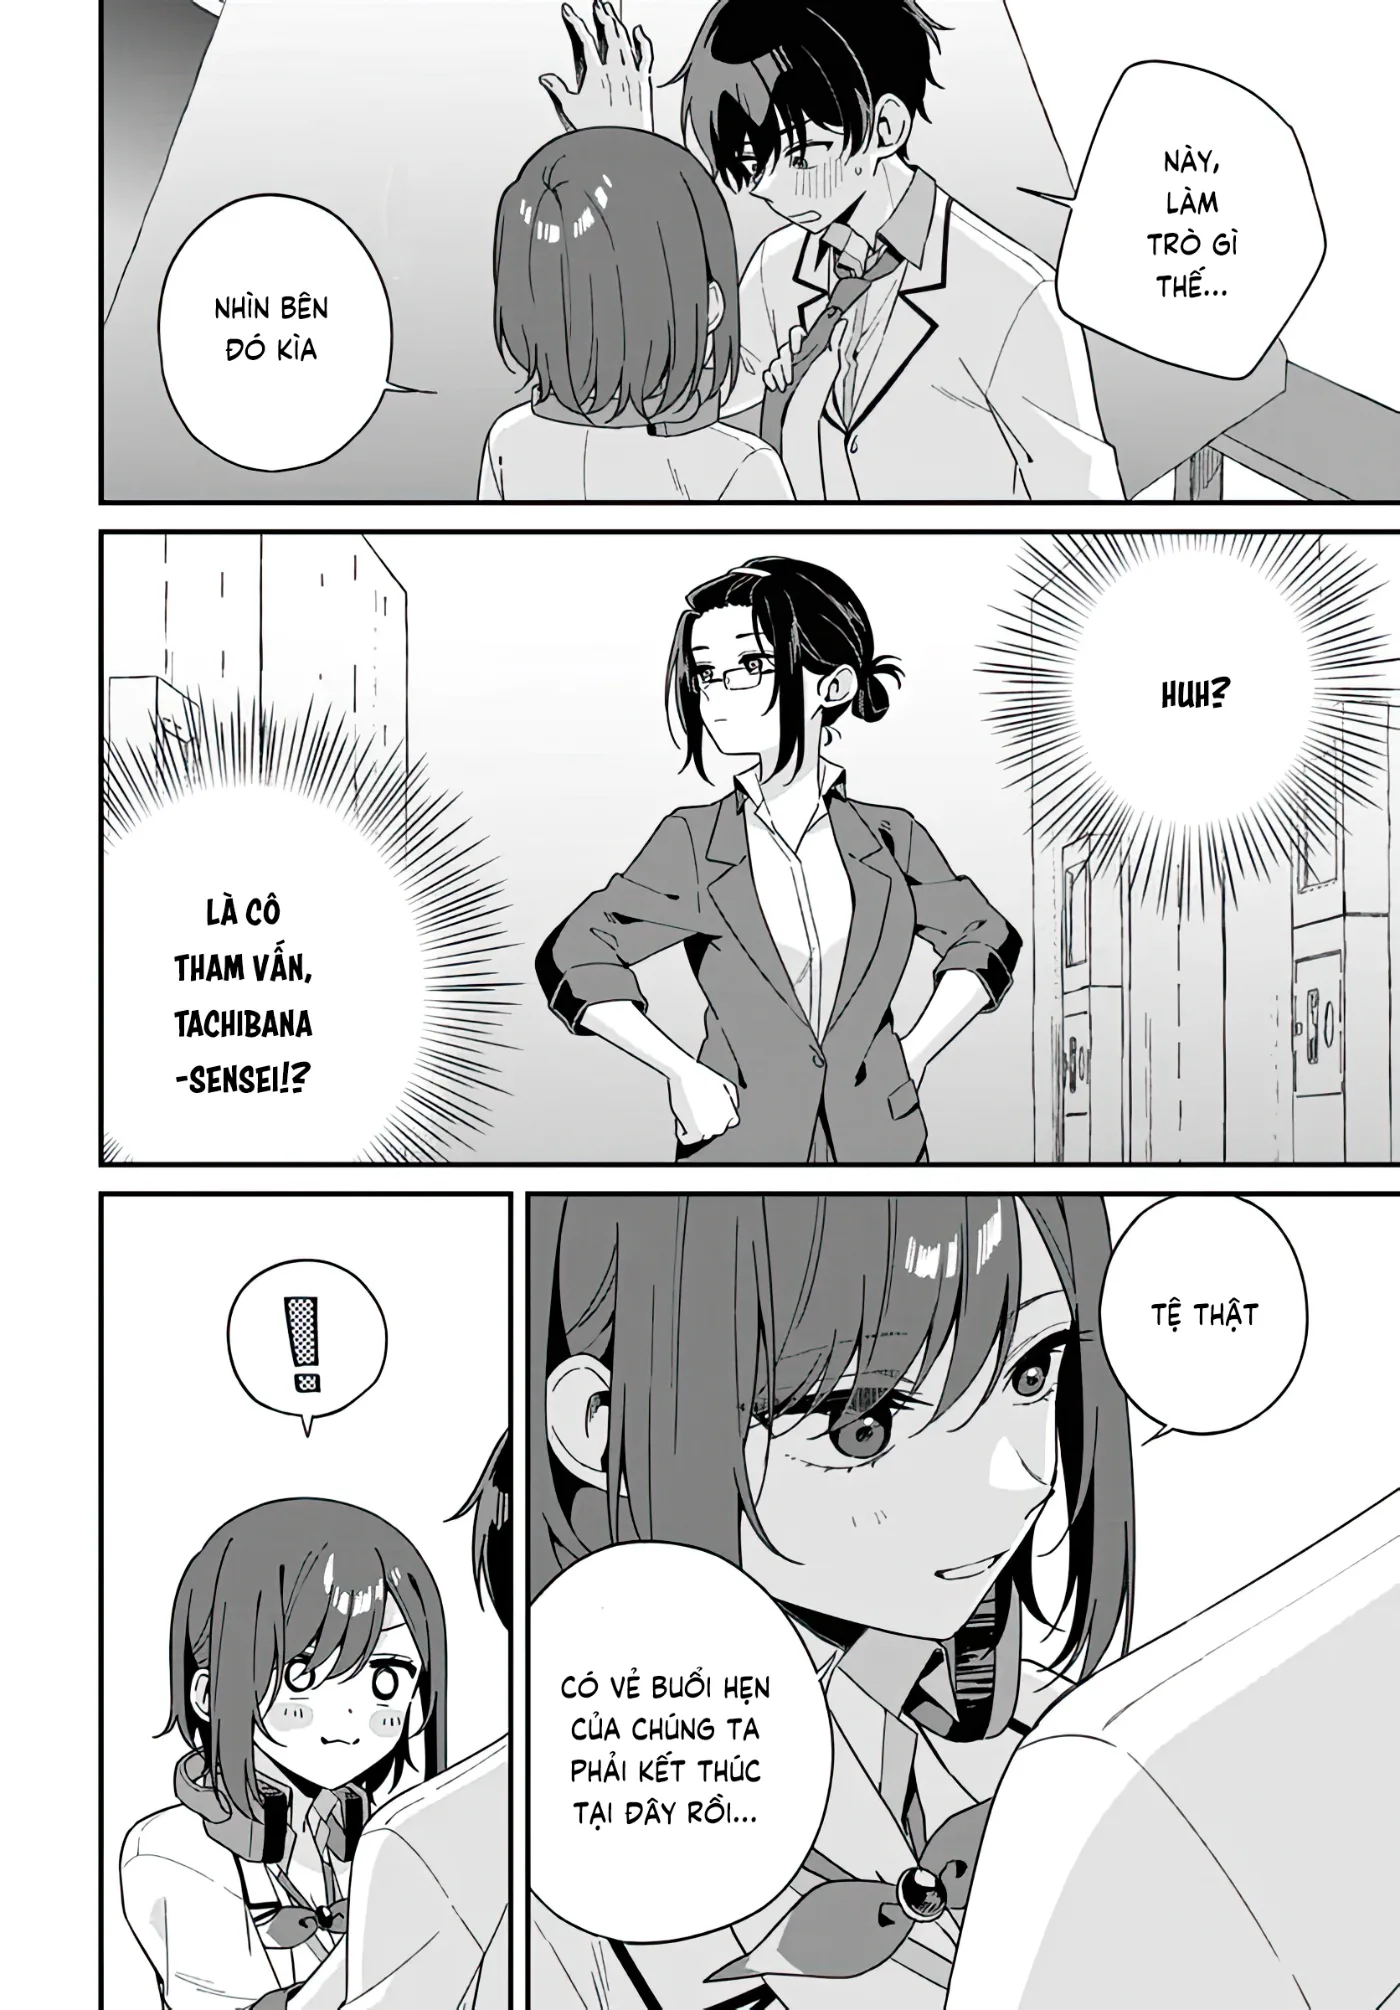 NÀY,
LÀM
TRÒ GÌ
THẾ...
NHÌN BÊN
ĐÓ KÌA
HUH?
LÀ CÔ
THAM VẤN,
TACHIBANA
-SENSEI!?
TỆ THẬT
CÓ VẺ BUỔI HẸN
CỦA CHÚNG TA
PHẢI KẾT THÚC
TẠI ĐÂY RỒI...
!